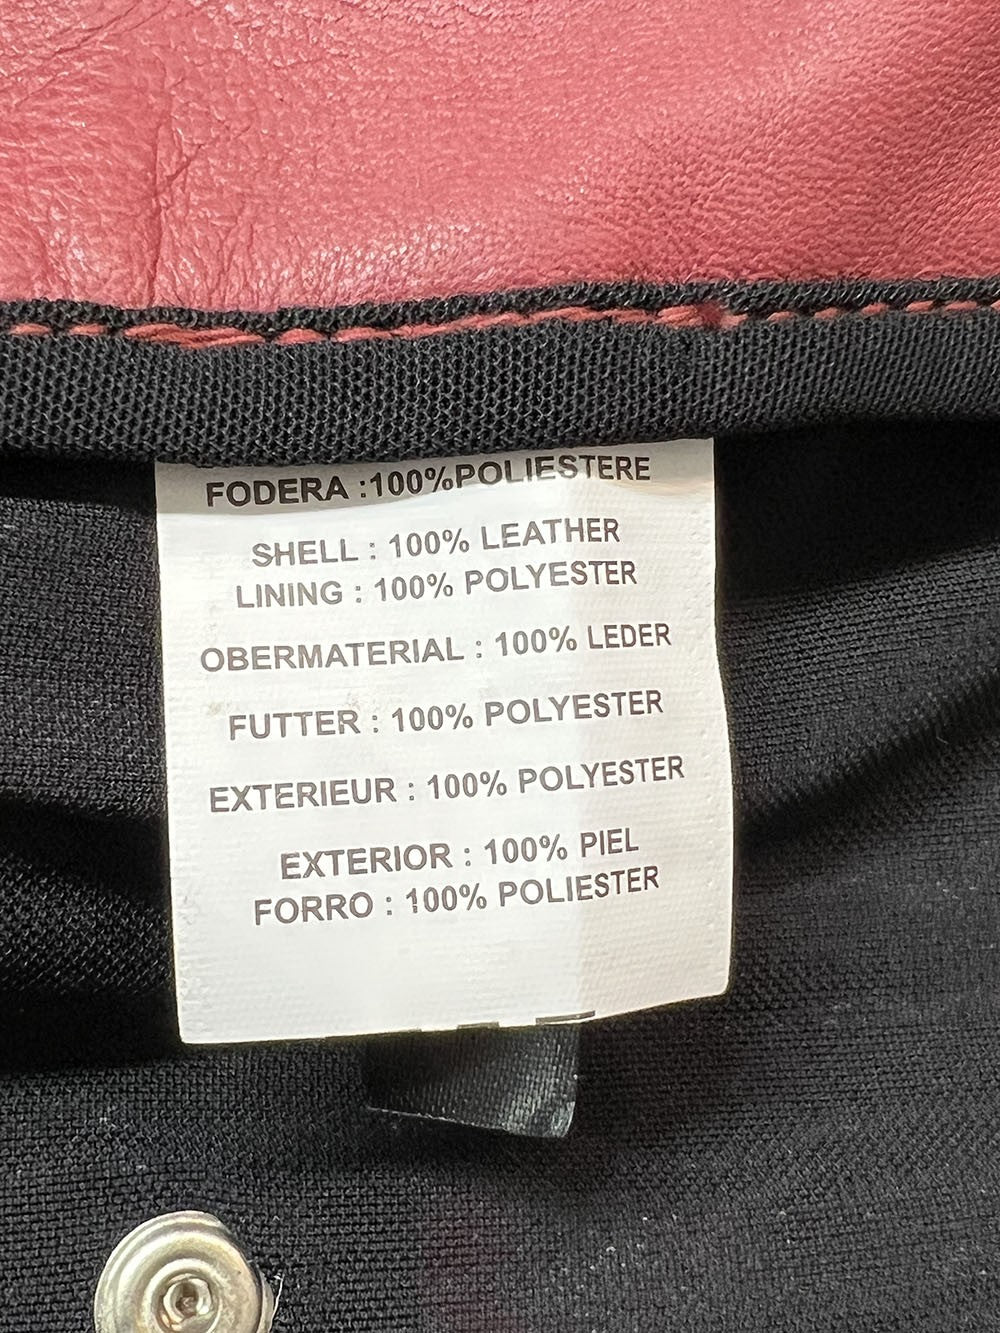 FODERA :100%POLIESTERE
SHELL : 100% LEATHER
LINING : 100% POLYESTER
OBERMATERIAL : 100% LEDER
FUTTER : 100% POLYESTER
EXTERIEUR : 100% POLYESTER
EXTERIOR : 100% PIEL
FORRO : 100% POLIESTER